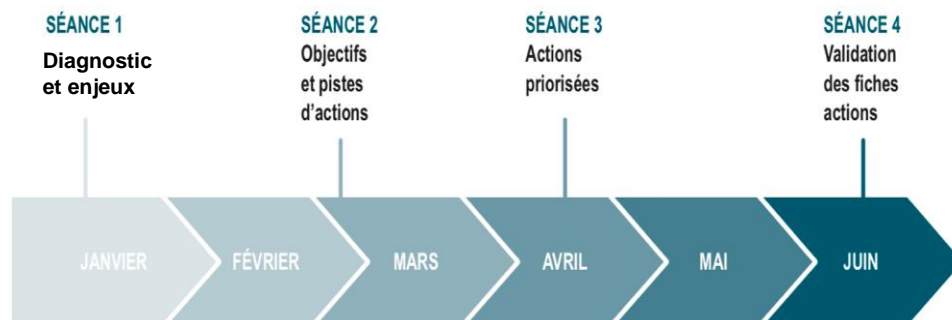 SÉANCE 1
Diagnostic
et enjeux
SÉANCE 2
Objectifs
et pistes
d’actions
SÉANCE 3
Actions
priorisées
SÉANCE 4
Validation
des fiches
actions
JANVIER
FÉVRIER
MARS
AVRIL
MAI
JUIN